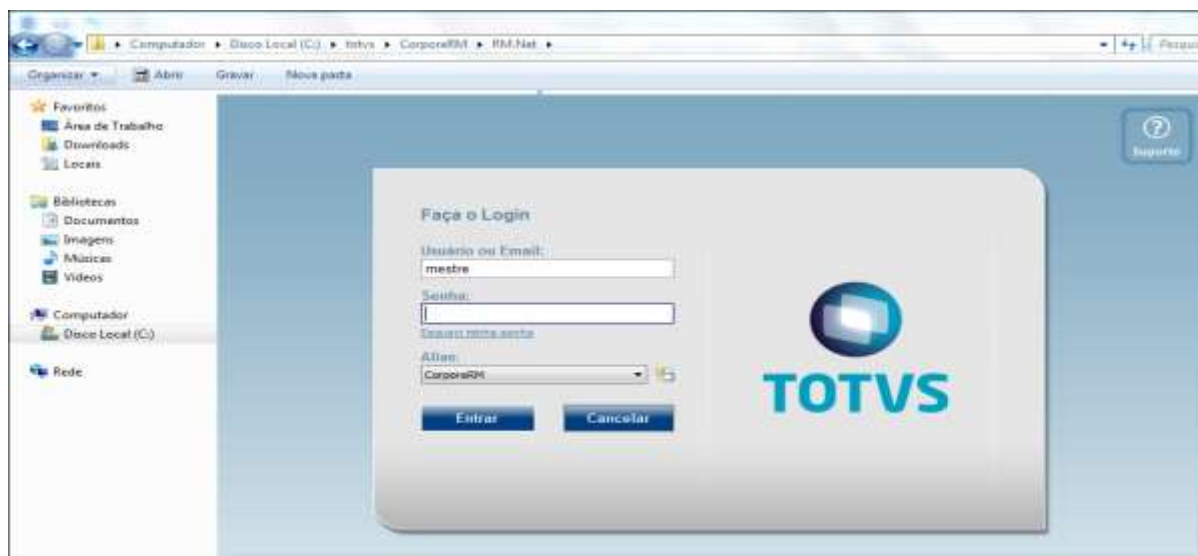 Computador ▸ Disco Local (C:) ▸ totvs ▸ CorporeRM ▸ RM.Net ▸
Organizar Abrir Gravar Nova pasta
Favoritos
Área de Trabalho
Downloads
Locais
Bibliotecas
Documentos
Imagens
Músicas
Vídeos
Computador
Disco Local (C:)
Rede
Suporte
Faça o Login
Usuário ou Email:
mestre
Senha:
Esqueci minha senha
Alias:
CorporeRM
Entrar Cancelar
TOTVS